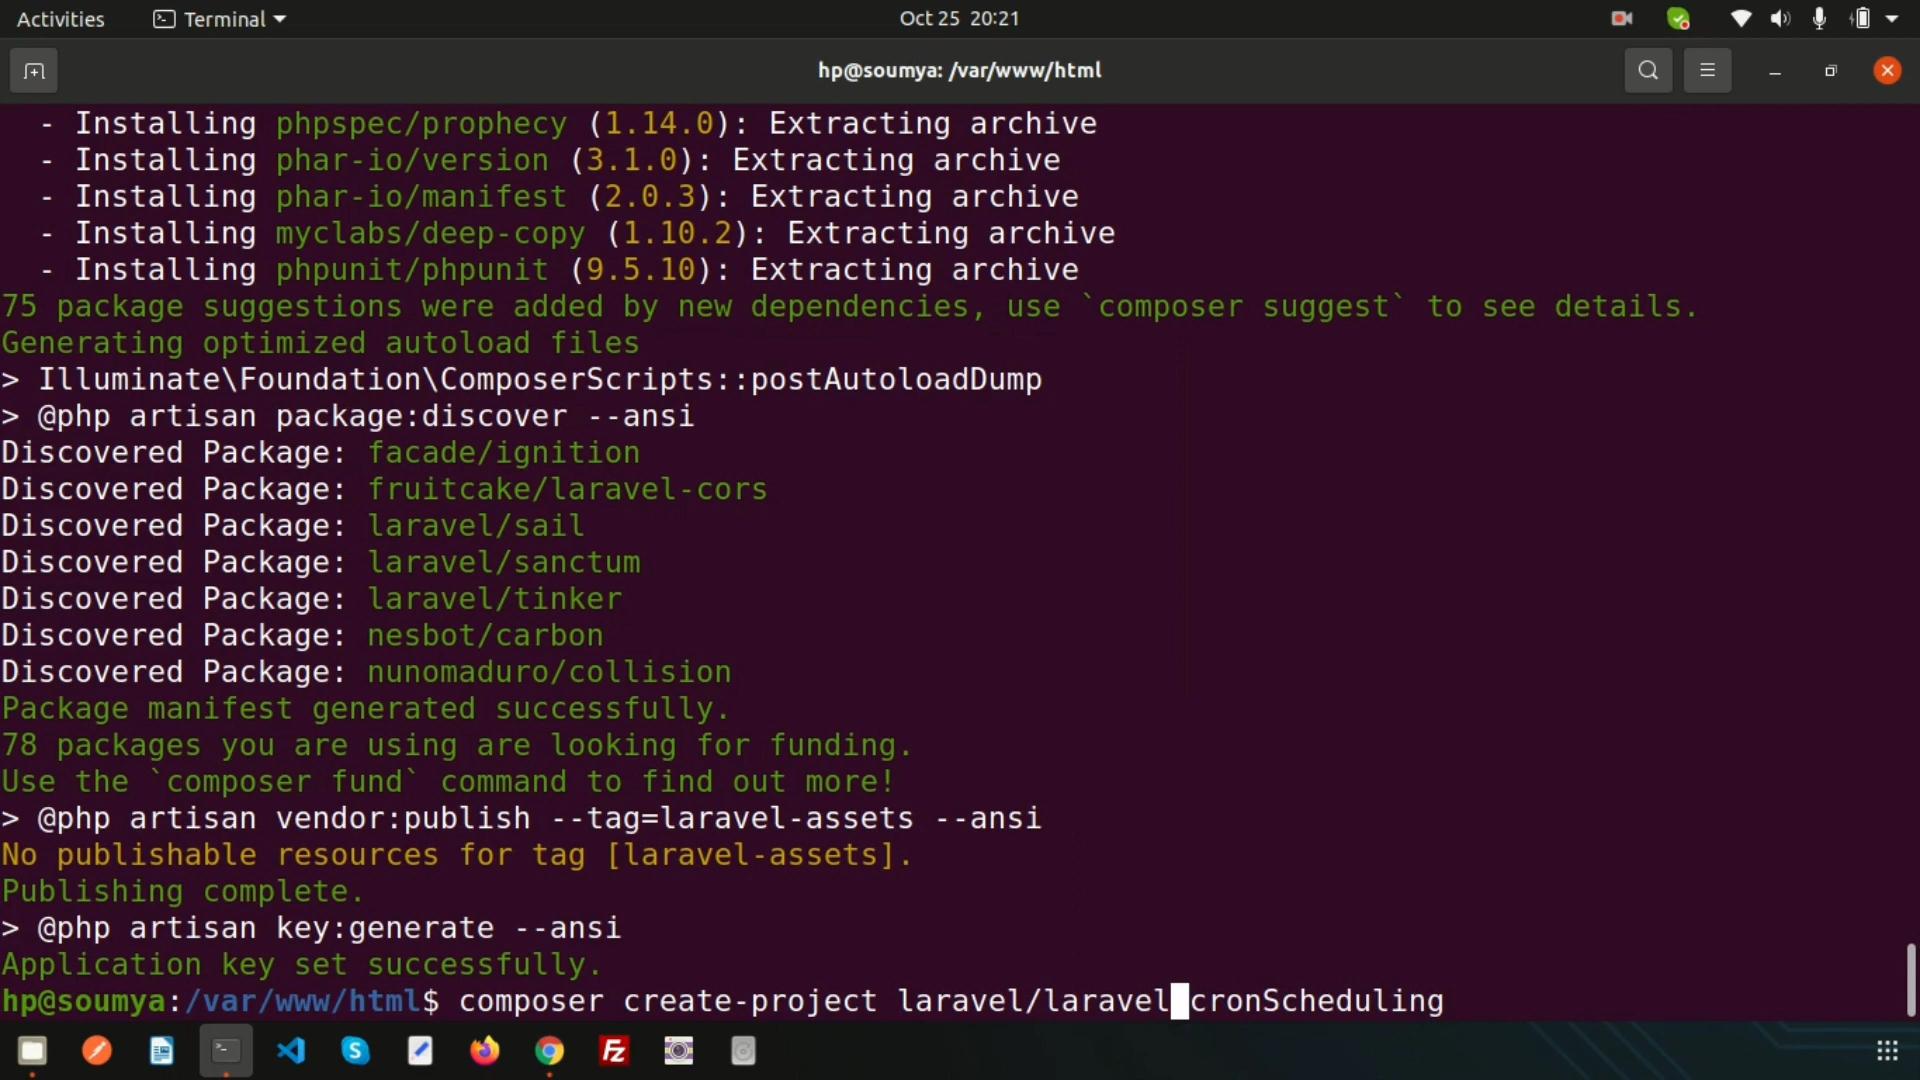 Activities Terminal Oct 25 20:21
hp@soumya: /var/www/html
- Installing phpspec/prophecy (1.14.0): Extracting archive
- Installing phar-io/version (3.1.0): Extracting archive
- Installing phar-io/manifest (2.0.3): Extracting archive
- Installing myclabs/deep-copy (1.10.2): Extracting archive
- Installing phpunit/phpunit (9.5.10): Extracting archive
75 package suggestions were added by new dependencies, use `composer suggest` to see details.
Generating optimized autoload files
> Illuminate\Foundation\ComposerScripts::postAutoloadDump
> @php artisan package:discover --ansi
Discovered Package: facade/ignition
Discovered Package: fruitcake/laravel-cors
Discovered Package: laravel/sail
Discovered Package: laravel/sanctum
Discovered Package: laravel/tinker
Discovered Package: nesbot/carbon
Discovered Package: nunomaduro/collision
Package manifest generated successfully.
78 packages you are using are looking for funding.
Use the `composer fund` command to find out more!
> @php artisan vendor:publish --tag=laravel-assets --ansi
No publishable resources for tag [laravel-assets].
Publishing complete.
> @php artisan key:generate --ansi
Application key set successfully.
hp@soumya:/var/www/html$ composer create-project laravel/laravel cronScheduling